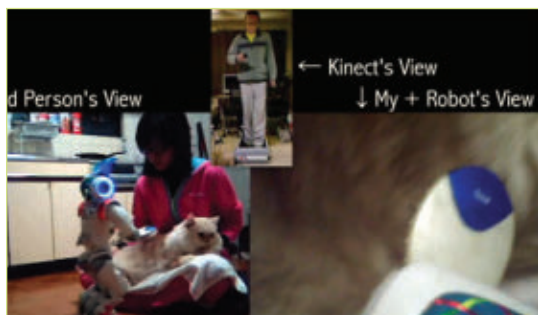 ← Kinect's View
d Person's View
↓ My + Robot's View